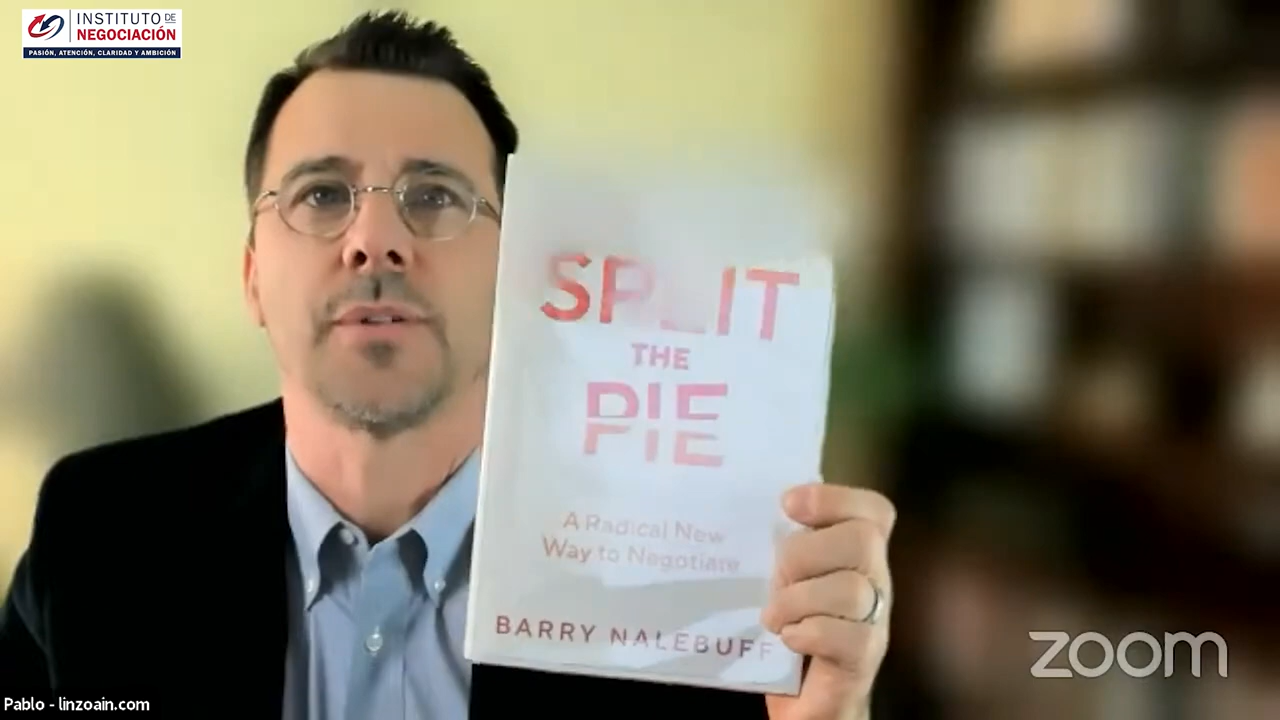 INSTITUTO DE
NEGOCIACIÓN
PASIÓN, ATENCIÓN, CLARIDAD Y AMBICIÓN
SPLIT
THE
PIE
A Radical New
Way to Negotiate
BARRY NALEBUFF
zoom
Pablo - linzoain.com